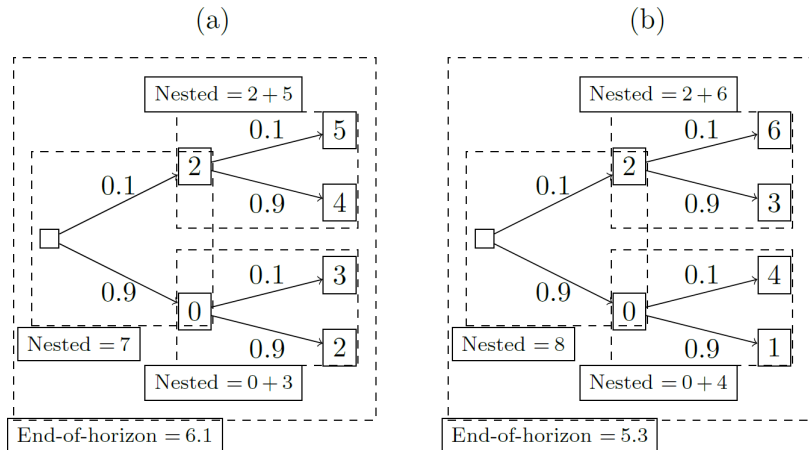 (a)
Nested = 2 + 5
0.1
5
2
0.1
0.9
4
0.9
0.1
3
0
0.9
2
Nested = 7
Nested = 0 + 3
End-of-horizon = 6.1
(b)
Nested = 2 + 6
0.1
6
2
0.1
0.9
3
0.9
0.1
4
0
0.9
1
Nested = 8
Nested = 0 + 4
End-of-horizon = 5.3